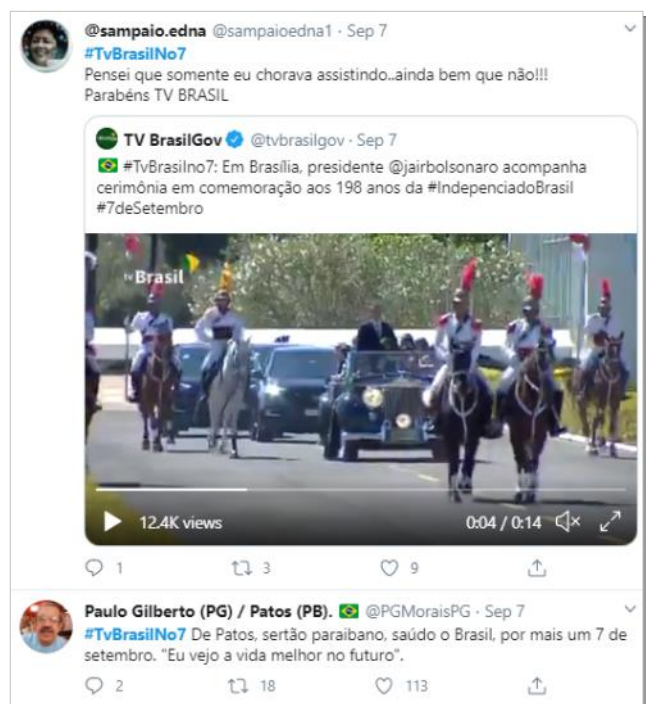 @sampaio.edna @sampaioedna1 · Sep 7
#TvBrasilNo7
Pensei que somente eu chorava assistindo..ainda bem que não!!!
Parabéns TV BRASIL
TV BrasilGov @tvbrasilgov · Sep 7
#TvBrasilno7: Em Brasília, presidente @jairbolsonaro acompanha
cerimônia em comemoração aos 198 anos da #IndepenciadoBrasil
#7deSetembro
tv Brasil
12.4K views 0:04 / 0:14
1 3 9
Paulo Gilberto (PG) / Patos (PB). @PGMoraisPG · Sep 7
#TvBrasilNo7 De Patos, sertão paraibano, saúdo o Brasil, por mais um 7 de
setembro. "Eu vejo a vida melhor no futuro".
2 18 113